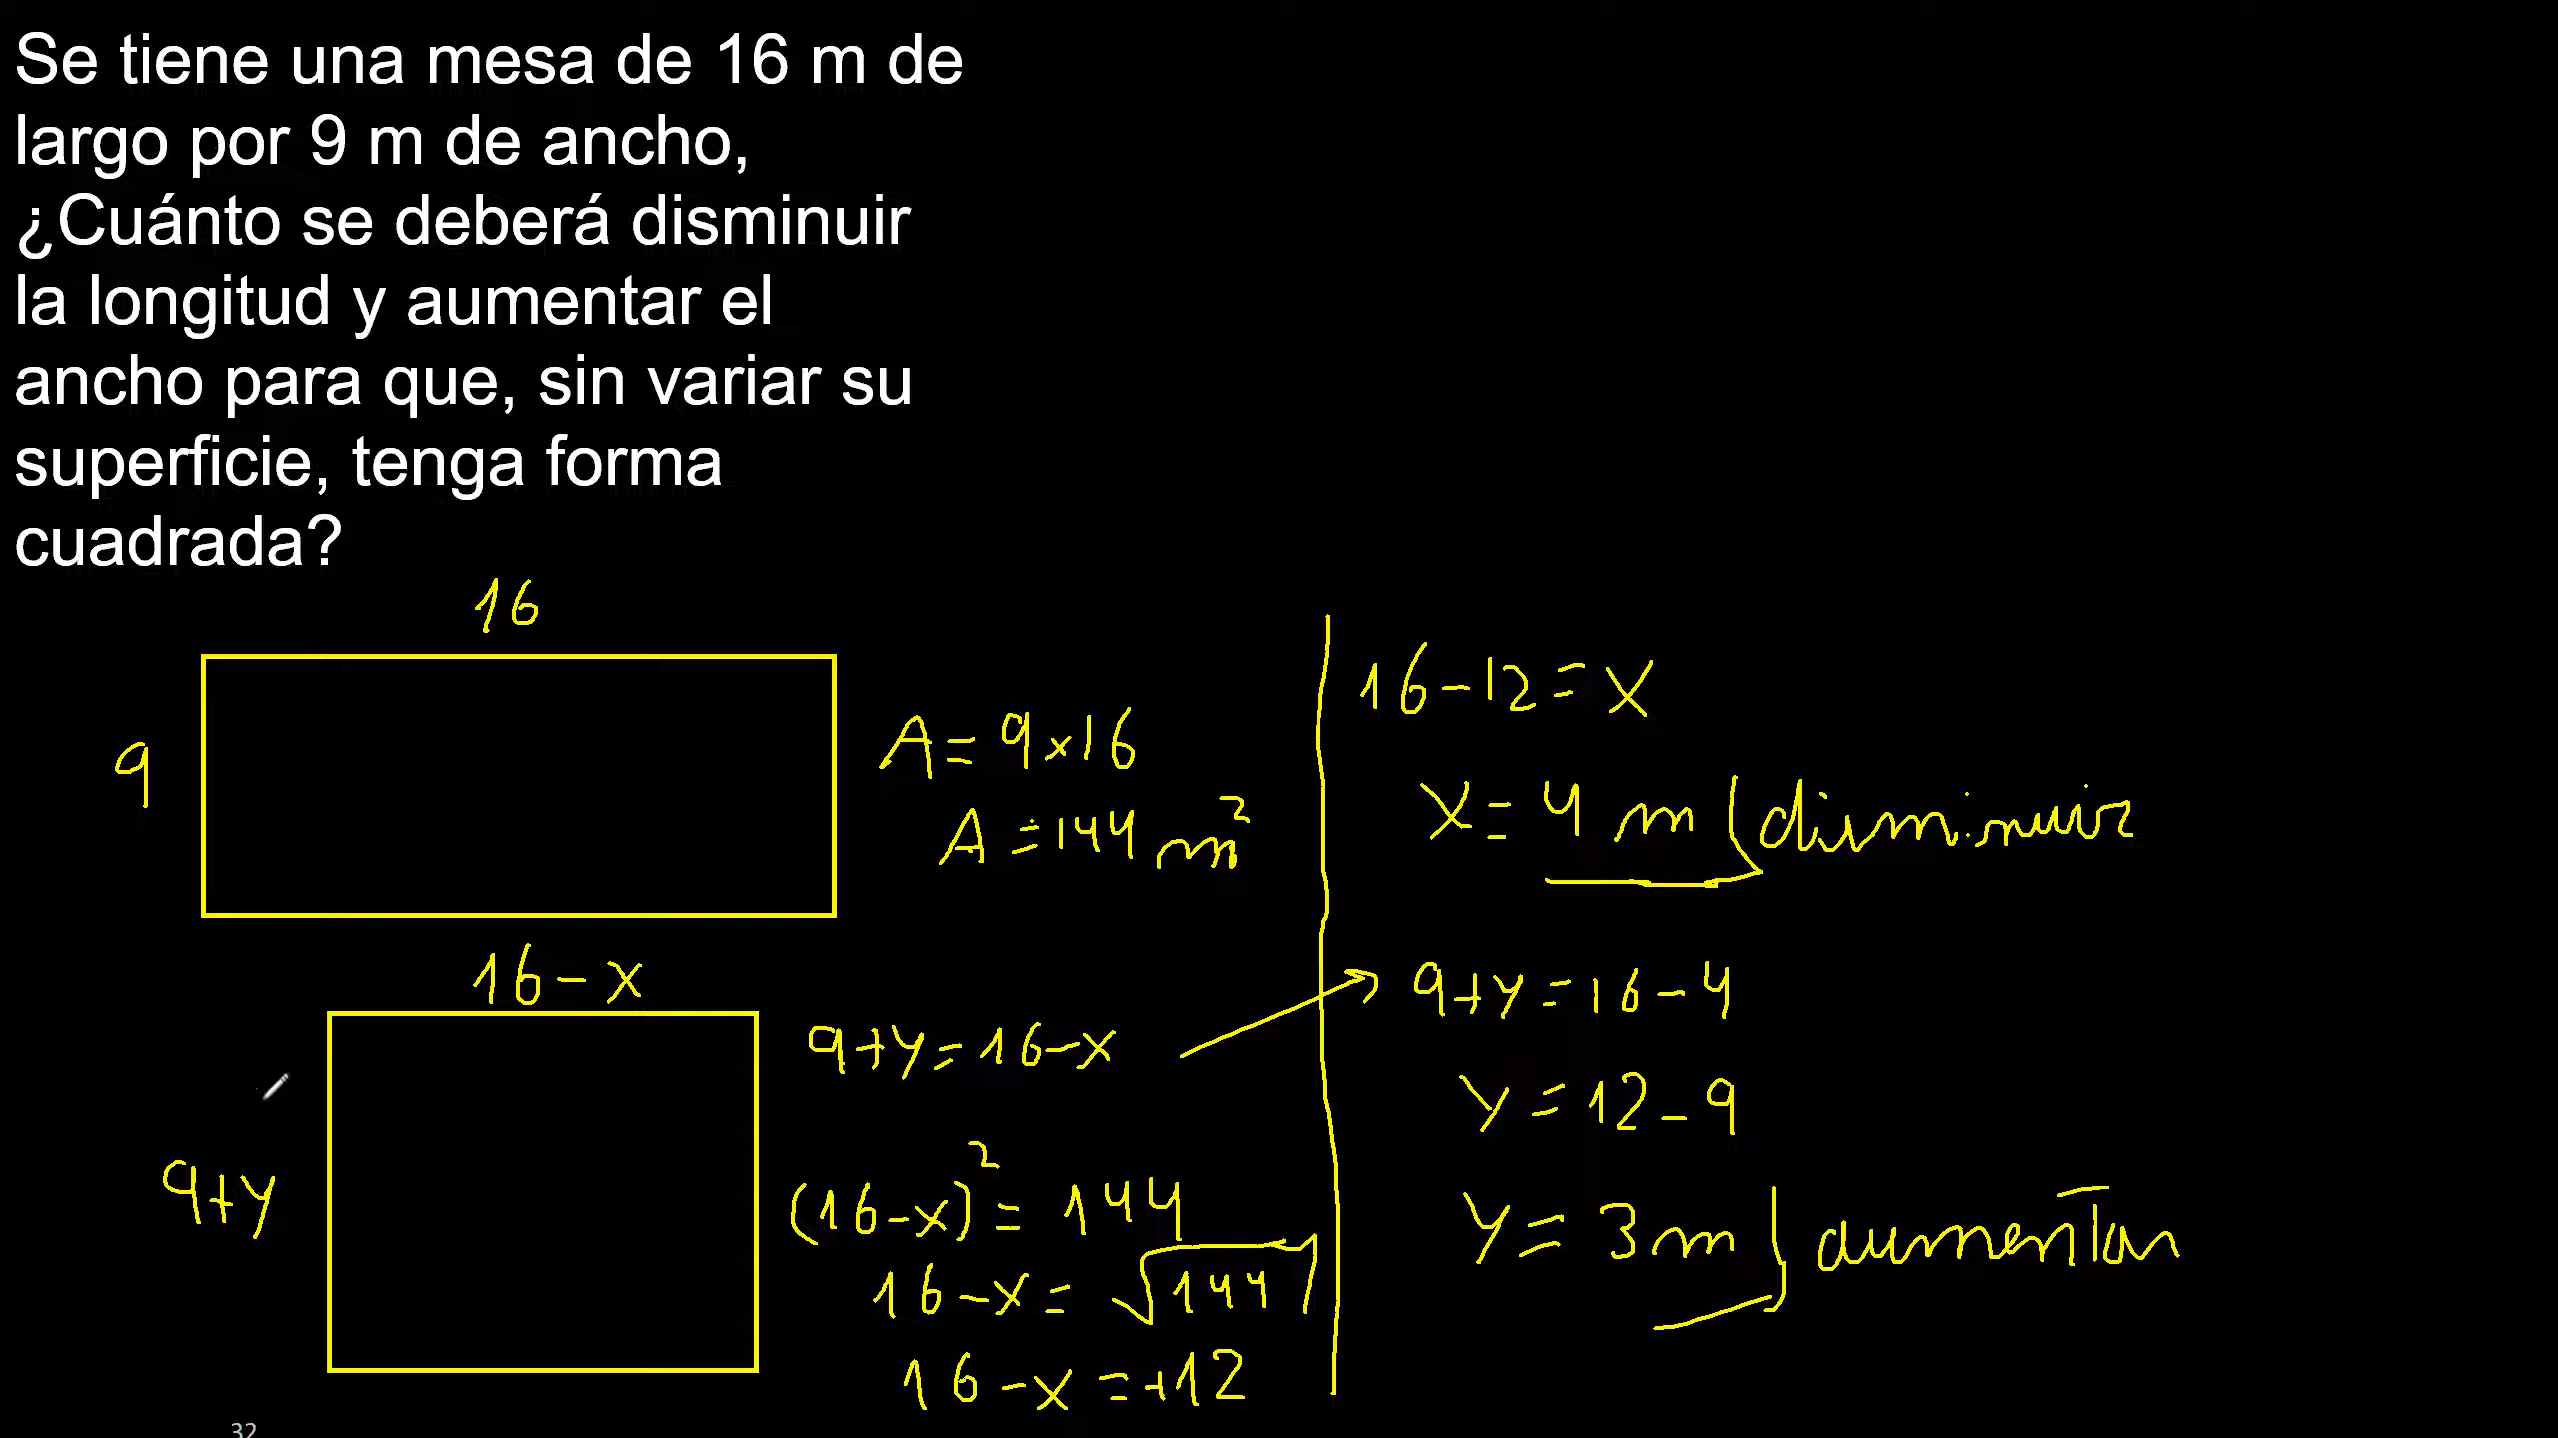 Se tiene una mesa de 16 m de
largo por 9 m de ancho,
¿Cuánto se deberá disminuir
la longitud y aumentar el
ancho para que, sin variar su
superficie, tenga forma
cuadrada?
16
9
A = 9 x 16
A = 144 m²
16 - x
9+y
9+y = 16-x
(16-x)² = 144
16-x = √144
16-x = +12
16-12 = x
x = 4 m disminuir
9+y = 16-4
y = 12-9
y = 3m aumentar
32